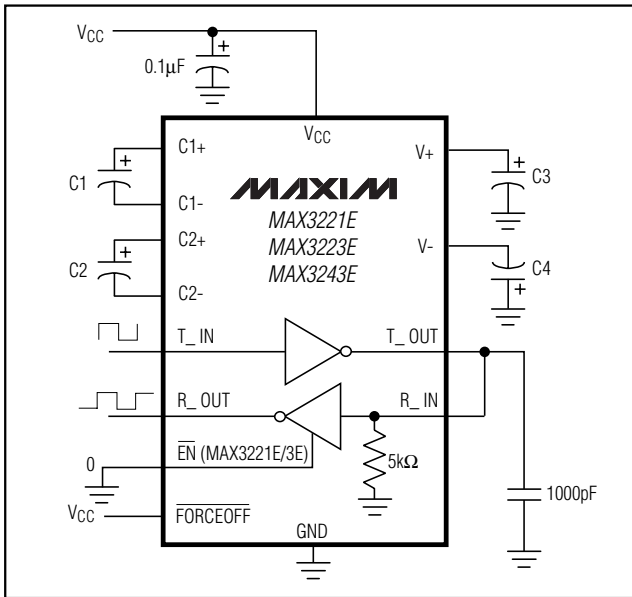 VCC
0.1µF
VCC
C1+
V+
C1
C3
C1-
MAXIM
MAX3221E
C2+
MAX3223E
V-
C2
MAX3243E
C4
C2-
T_ IN
T_ OUT
R_ OUT
R_ IN
0
EN (MAX3221E/3E)
5kΩ
1000pF
VCC
FORCEOFF
GND
+
+
+
+
+